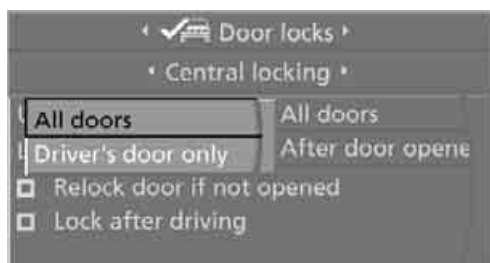 Door locks
Central locking
All doors All doors
Driver's door only After door opene
Relock door if not opened
Lock after driving